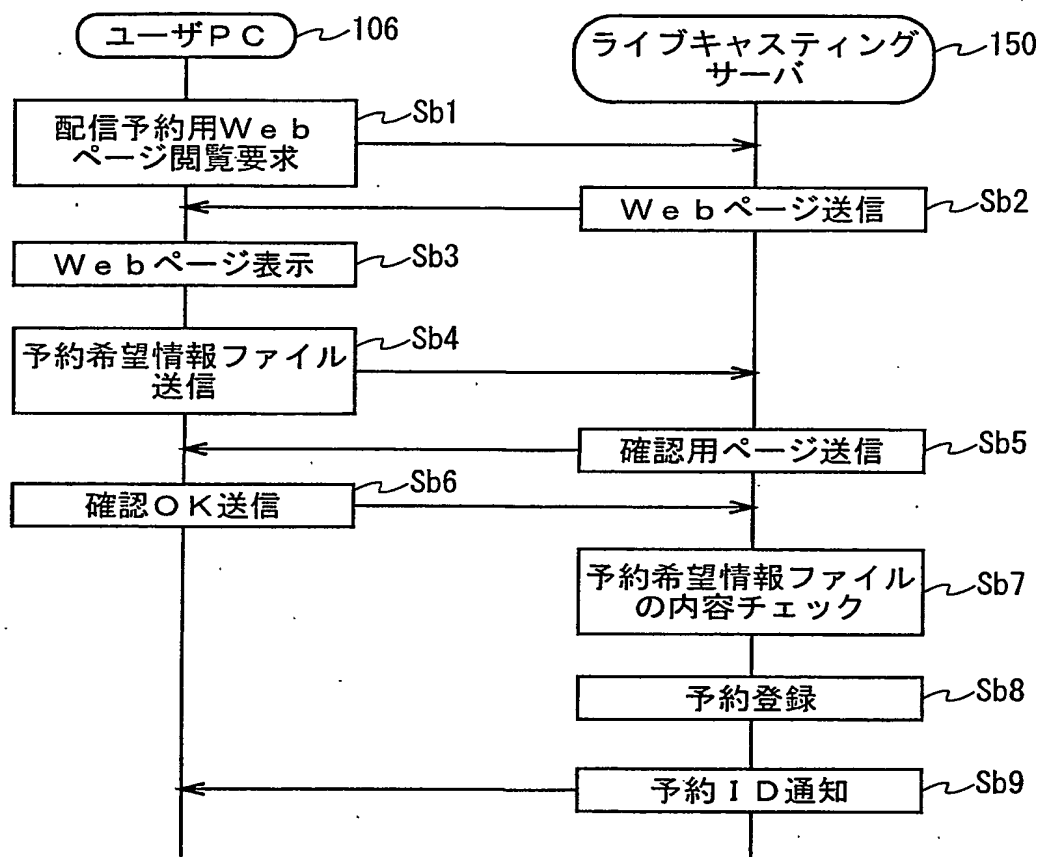 ユーザＰＣ
106
ライブキャスティング
サーバ
150
配信予約用Ｗｅｂ
ページ閲覧要求
Sb1
Ｗｅｂページ送信
Sb2
Ｗｅｂページ表示
Sb3
予約希望情報ファイル
送信
Sb4
確認用ページ送信
Sb5
確認ＯＫ送信
Sb6
予約希望情報ファイル
の内容チェック
Sb7
予約登録
Sb8
予約ＩＤ通知
Sb9